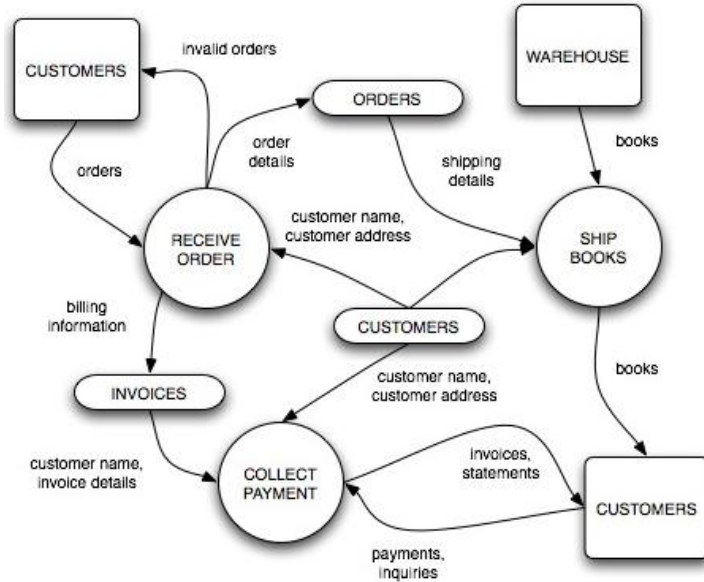 invalid orders
CUSTOMERS
WAREHOUSE
ORDERS
order
details
books
shipping
details
orders
customer name,
customer address
RECEIVE
ORDER
SHIP
BOOKS
billing
information
CUSTOMERS
books
customer name,
customer address
INVOICES
customer name,
invoice details
COLLECT
PAYMENT
invoices,
statements
CUSTOMERS
payments,
inquiries